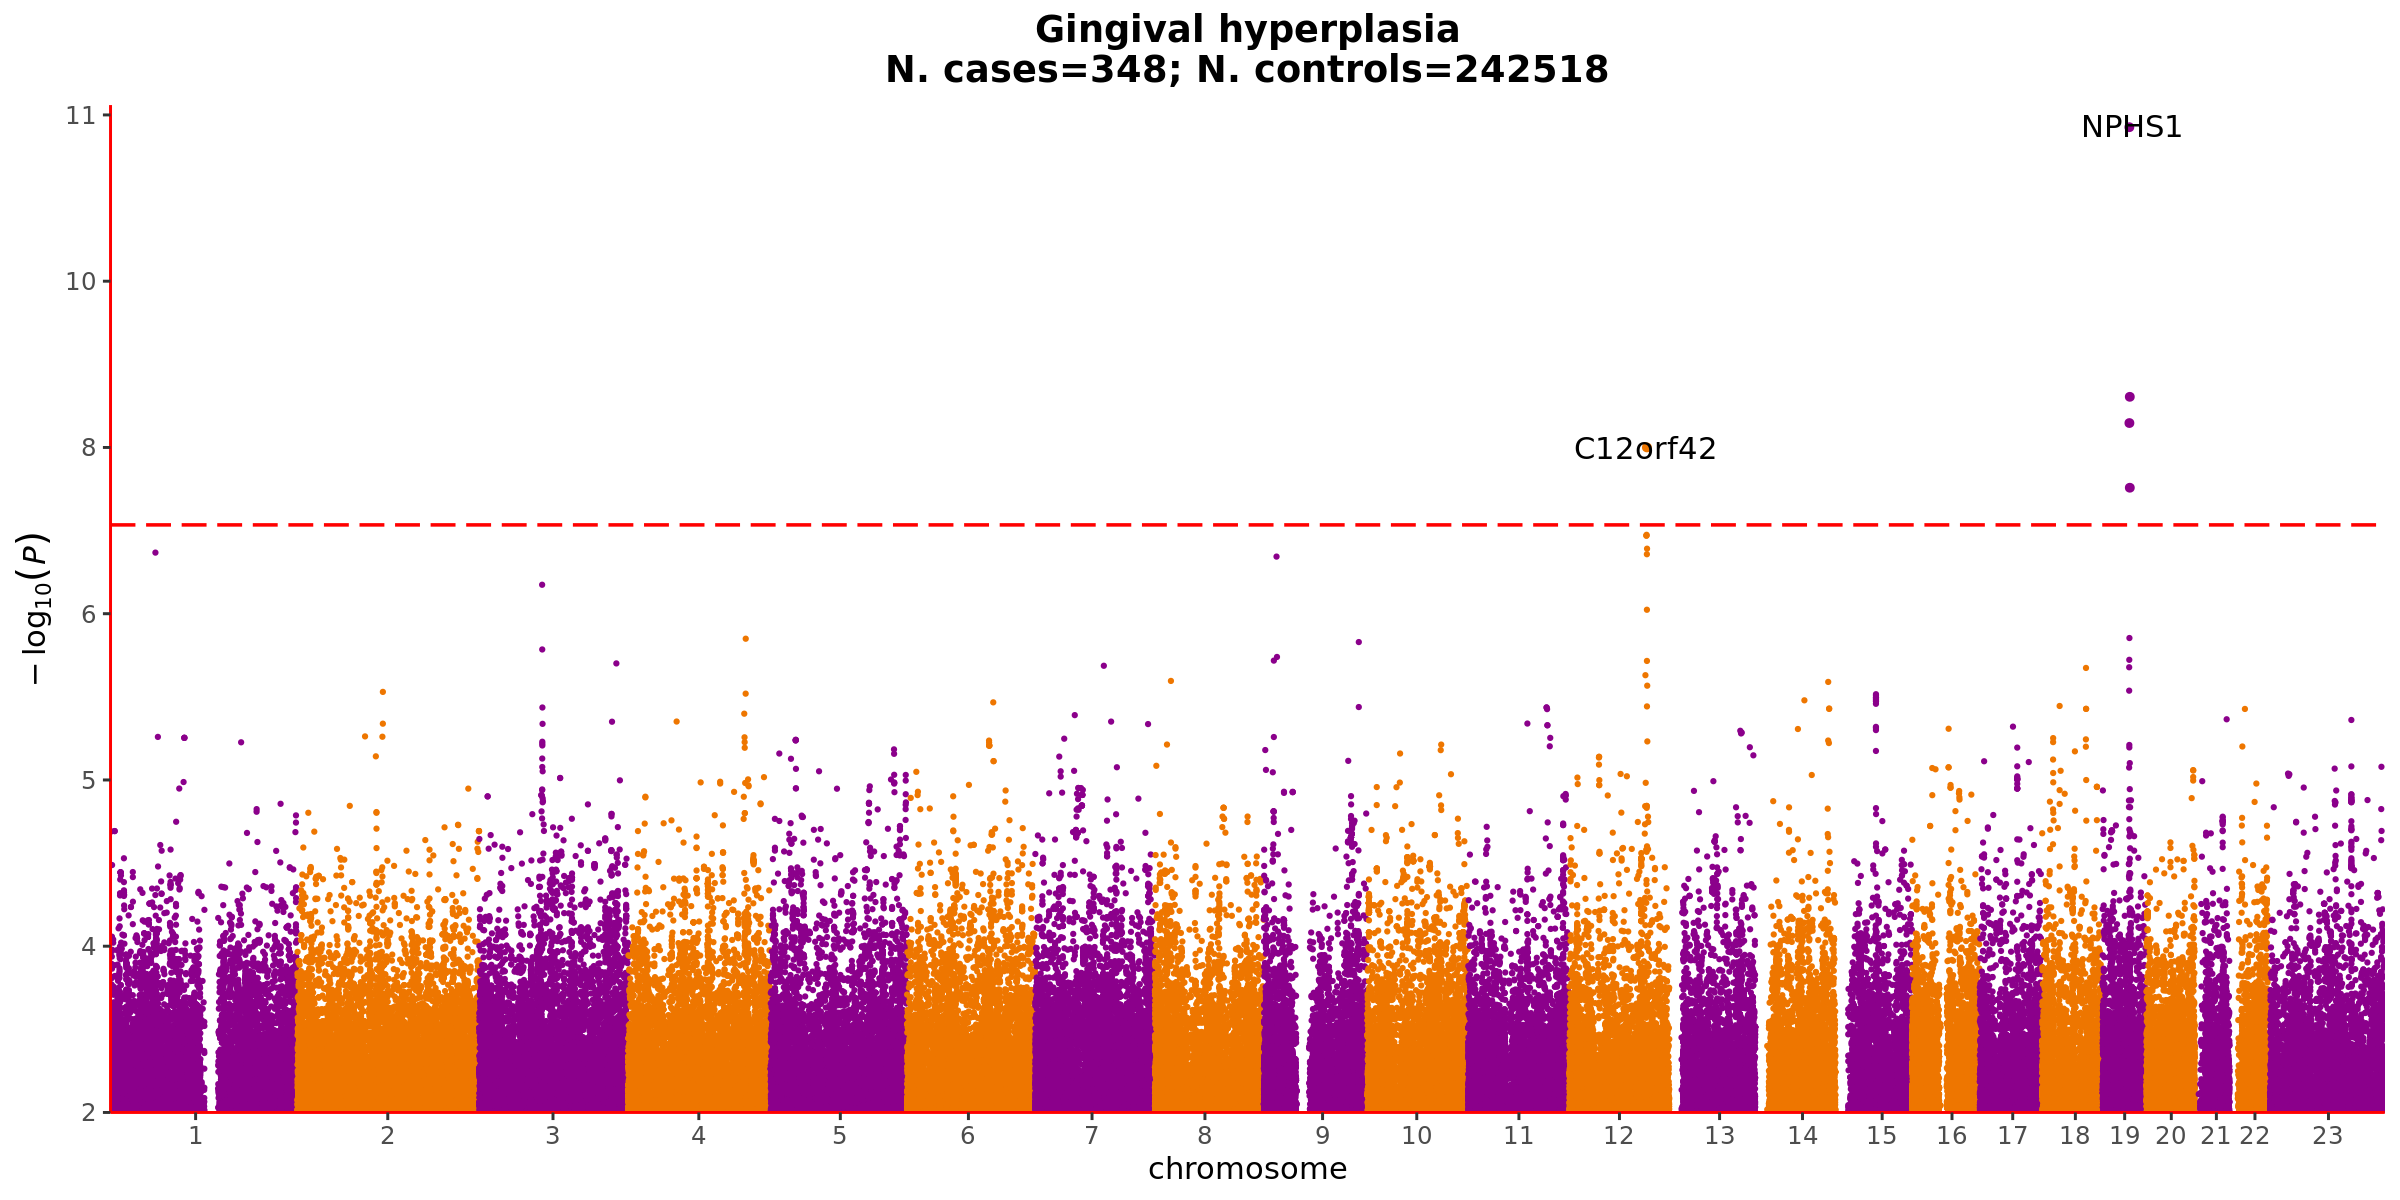 Gingival hyperplasia
N. cases=348; N. controls=242518
11
NPHS1
10
8
C12orf42
6
5
4
2
−log10(P)
1 2 3 4 5 6 7 8 9 10 11 12 13 14 15 16 17 18 19 20 21 22 23
chromosome